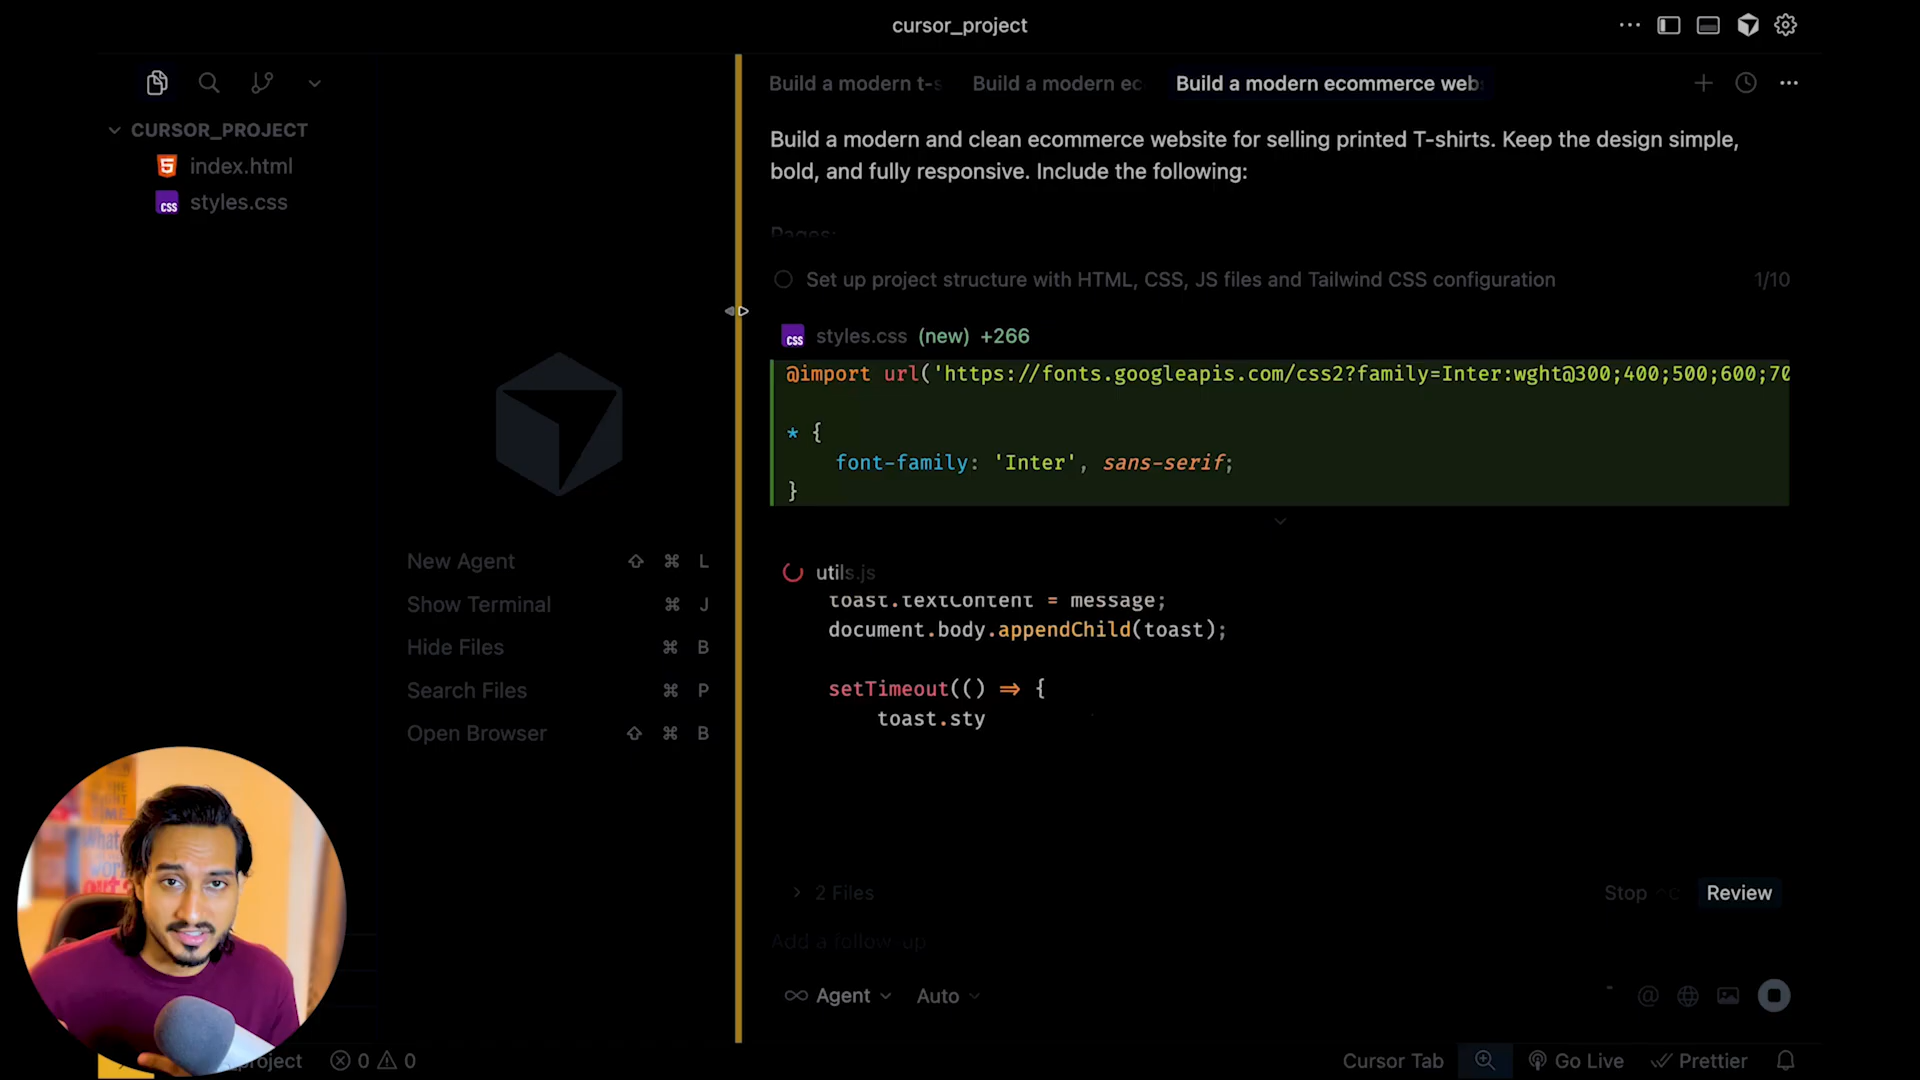 cursor_project
CURSOR_PROJECT
index.html
styles.css
New Agent ⇧ ⌘ L
Show Terminal ⌘ J
Hide Files ⌘ B
Search Files ⌘ P
Open Browser ⇧ ⌘ B
Build a modern t-s
Build a modern ec
Build a modern ecommerce web
Build a modern and clean ecommerce website for selling printed T-shirts. Keep the design simple,
bold, and fully responsive. Include the following:
Pages:
Set up project structure with HTML, CSS, JS files and Tailwind CSS configuration 1/10
styles.css (new) +266
@import url('https://fonts.googleapis.com/css2?family=Inter:wght@300;400;500;600;70
* {
font-family: 'Inter', sans-serif;
}
utils.js
toast.textContent = message;
document.body.appendChild(toast);
setTimeout(() => {
toast.sty
2 Files
Stop ^C Review
Add a follow-up
Agent Auto
oject 0 0
Cursor Tab Go Live Prettier